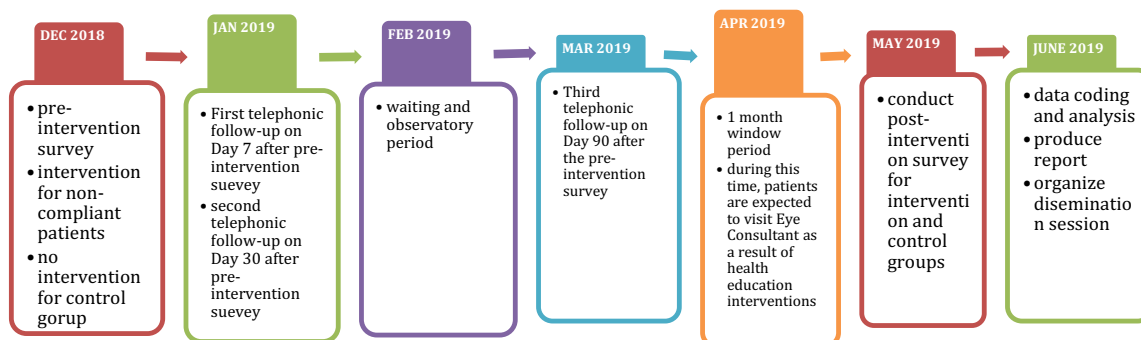 DEC 2018
• pre-
intervention
survey
• intervention
for non-
compliant
patients
• no
intervention
for control
gorup
JAN 2019
• First telephonic
follow-up on
Day 7 after pre-
intervention
suevey
• second
telephonic
follow-up on
Day 30 after
pre-
intervention
suevey
FEB 2019
• waiting and
observatory
period
MAR 2019
• Third
telephonic
follow-up on
Day 90 after
the pre-
intervention
survey
APR 2019
• 1 month
window
period
• during this
time, patients
are expected
to visit Eye
Consultant as
a result of
health
education
interventions
MAY 2019
• conduct
post-
interventi
on survey
for
interventi
on and
control
groups
JUNE 2019
• data coding
and analysis
• produce
report
• organize
diseminatio
n session